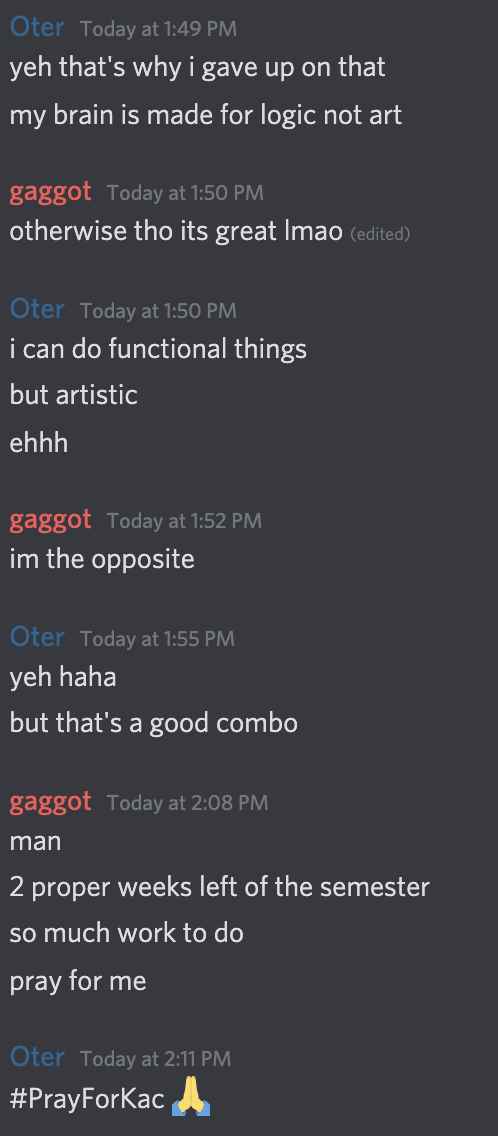 Oter Today at 1:49 PM
yeh that's why i gave up on that
my brain is made for logic not art
gaggot Today at 1:50 PM
otherwise tho its great lmao (edited)
Oter Today at 1:50 PM
i can do functional things
but artistic
ehhh
gaggot Today at 1:52 PM
im the opposite
Oter Today at 1:55 PM
yeh haha
but that's a good combo
gaggot Today at 2:08 PM
man
2 proper weeks left of the semester
so much work to do
pray for me
Oter Today at 2:11 PM
#PrayForKac 🙏